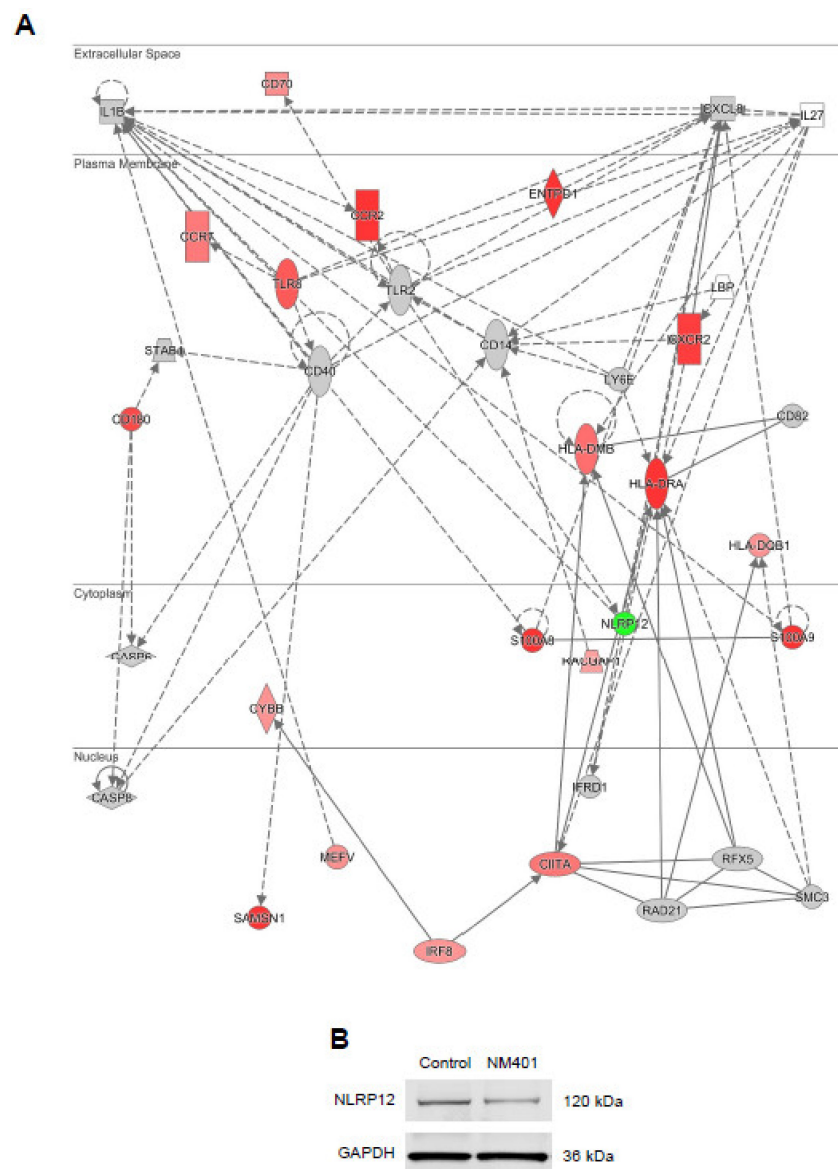 A
Extracellular Space
CD70
IL1B
CXCL8
IL27
Plasma Membrane
ENTPD1
CCR2
CCR7
TLR8
TLR2
LBP
CXCR2
STAB1
CD14
CD40
LY6E
CD180
CD82
HLA-DMB
HLA-DRA
HLA-DQB1
Cytoplasm
NLRP12
S100A8
S100A9
RACGAP1
CASP6
CYBB
Nucleus
IFRD1
CASP8
MEFV
CIITA
RFX5
SMC3
RAD21
SAMSN1
IRF8
B
Control NM401
NLRP12 120 kDa
GAPDH 36 kDa